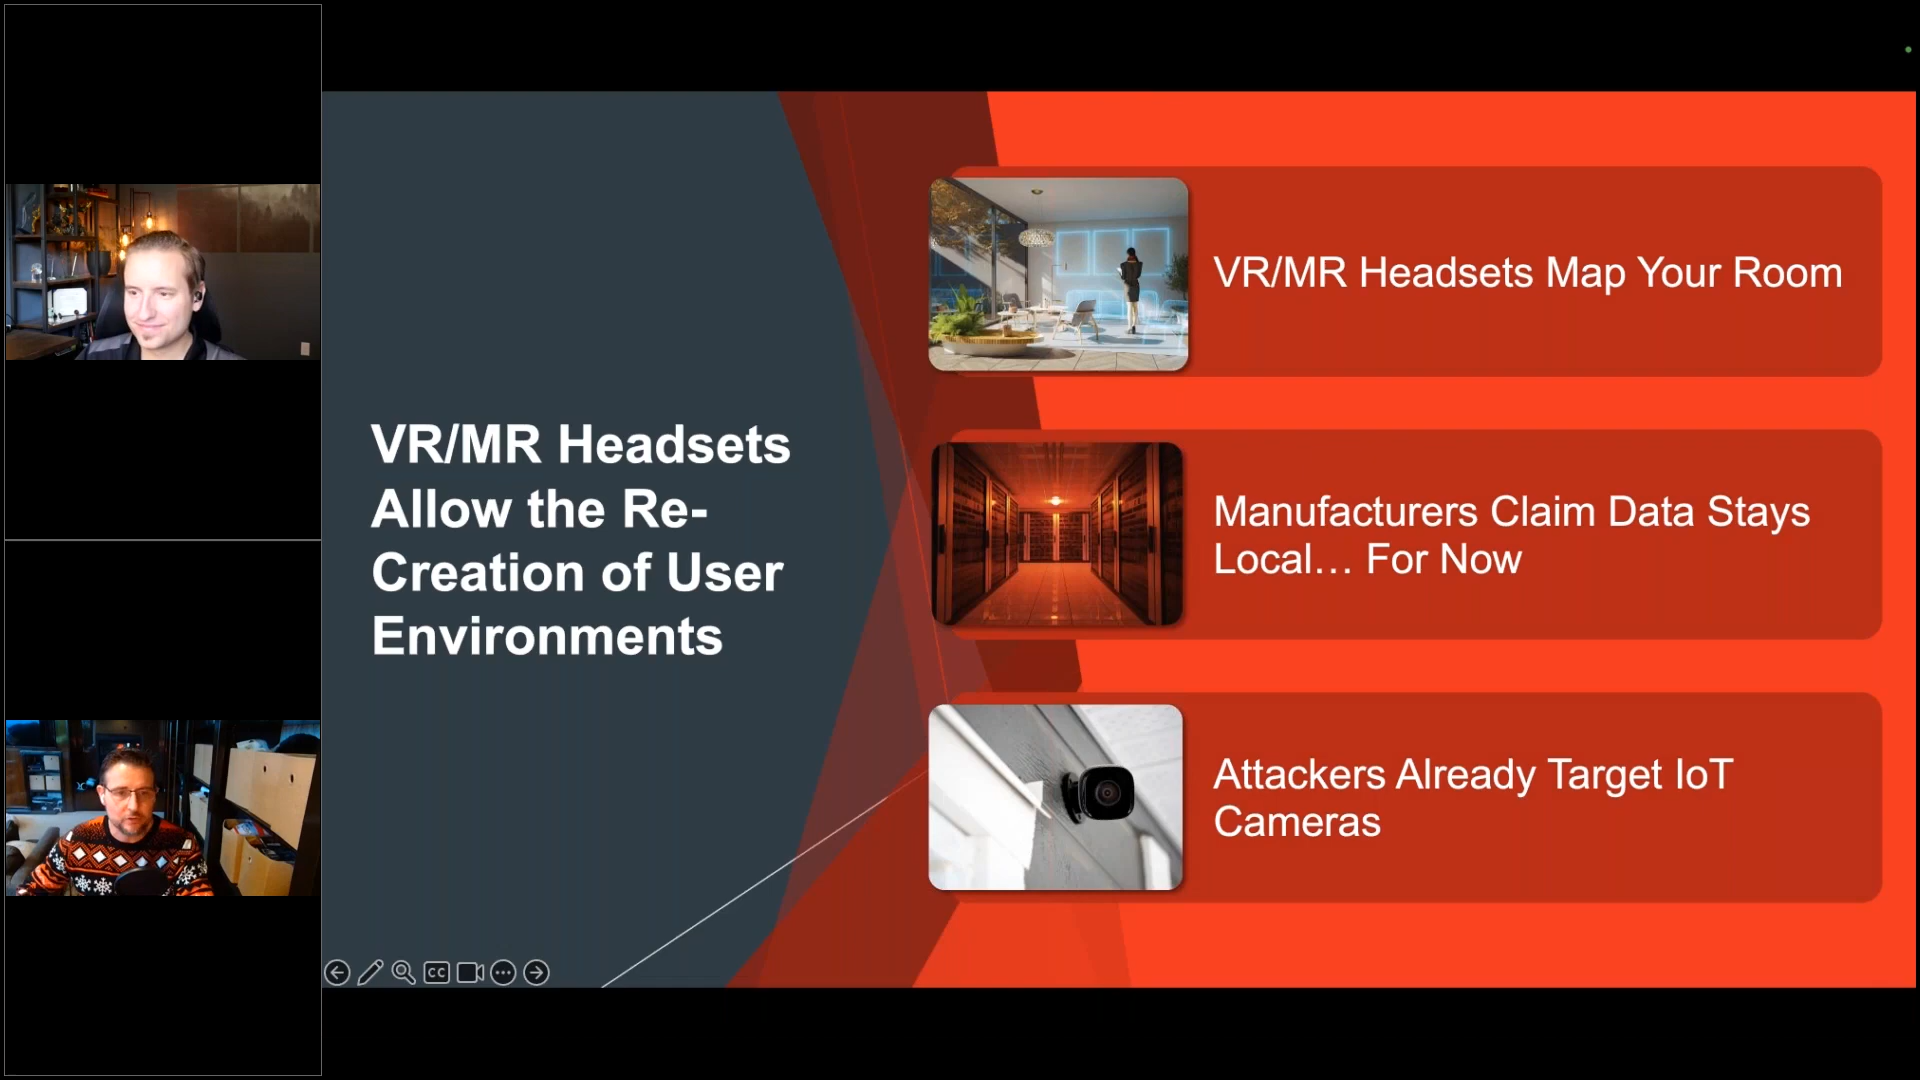 VR/MR Headsets
Allow the Re-
Creation of User
Environments
VR/MR Headsets Map Your Room
Manufacturers Claim Data Stays
Local... For Now
Attackers Already Target IoT
Cameras
CC